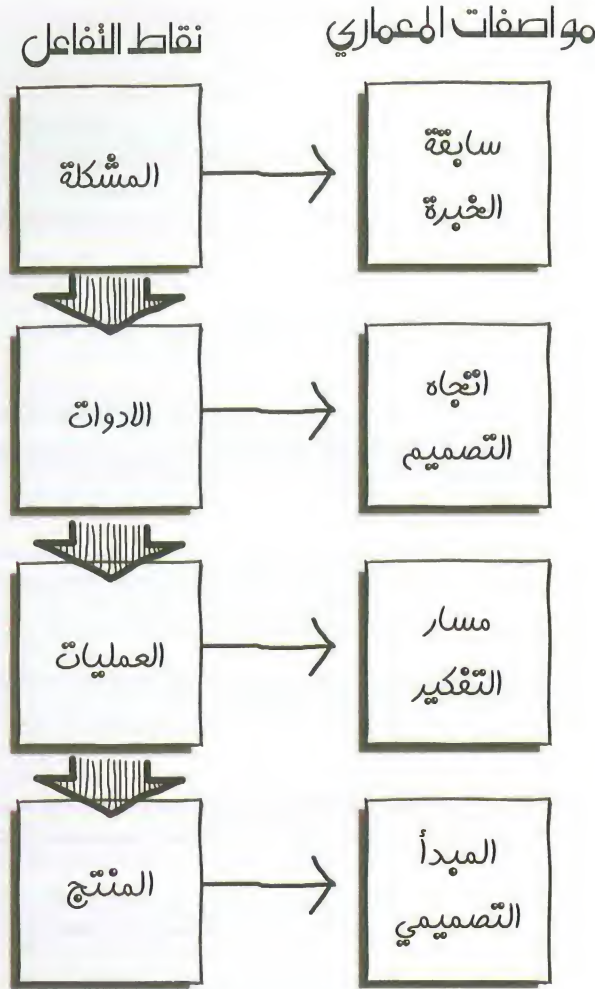 مواصفات المعماري
نقاط التفاعل
سابقة
الخبرة
المشكلة
اتجاه
التصميم
الادوات
مسار
التفكير
العمليات
المبدأ
التصميمي
المنتج